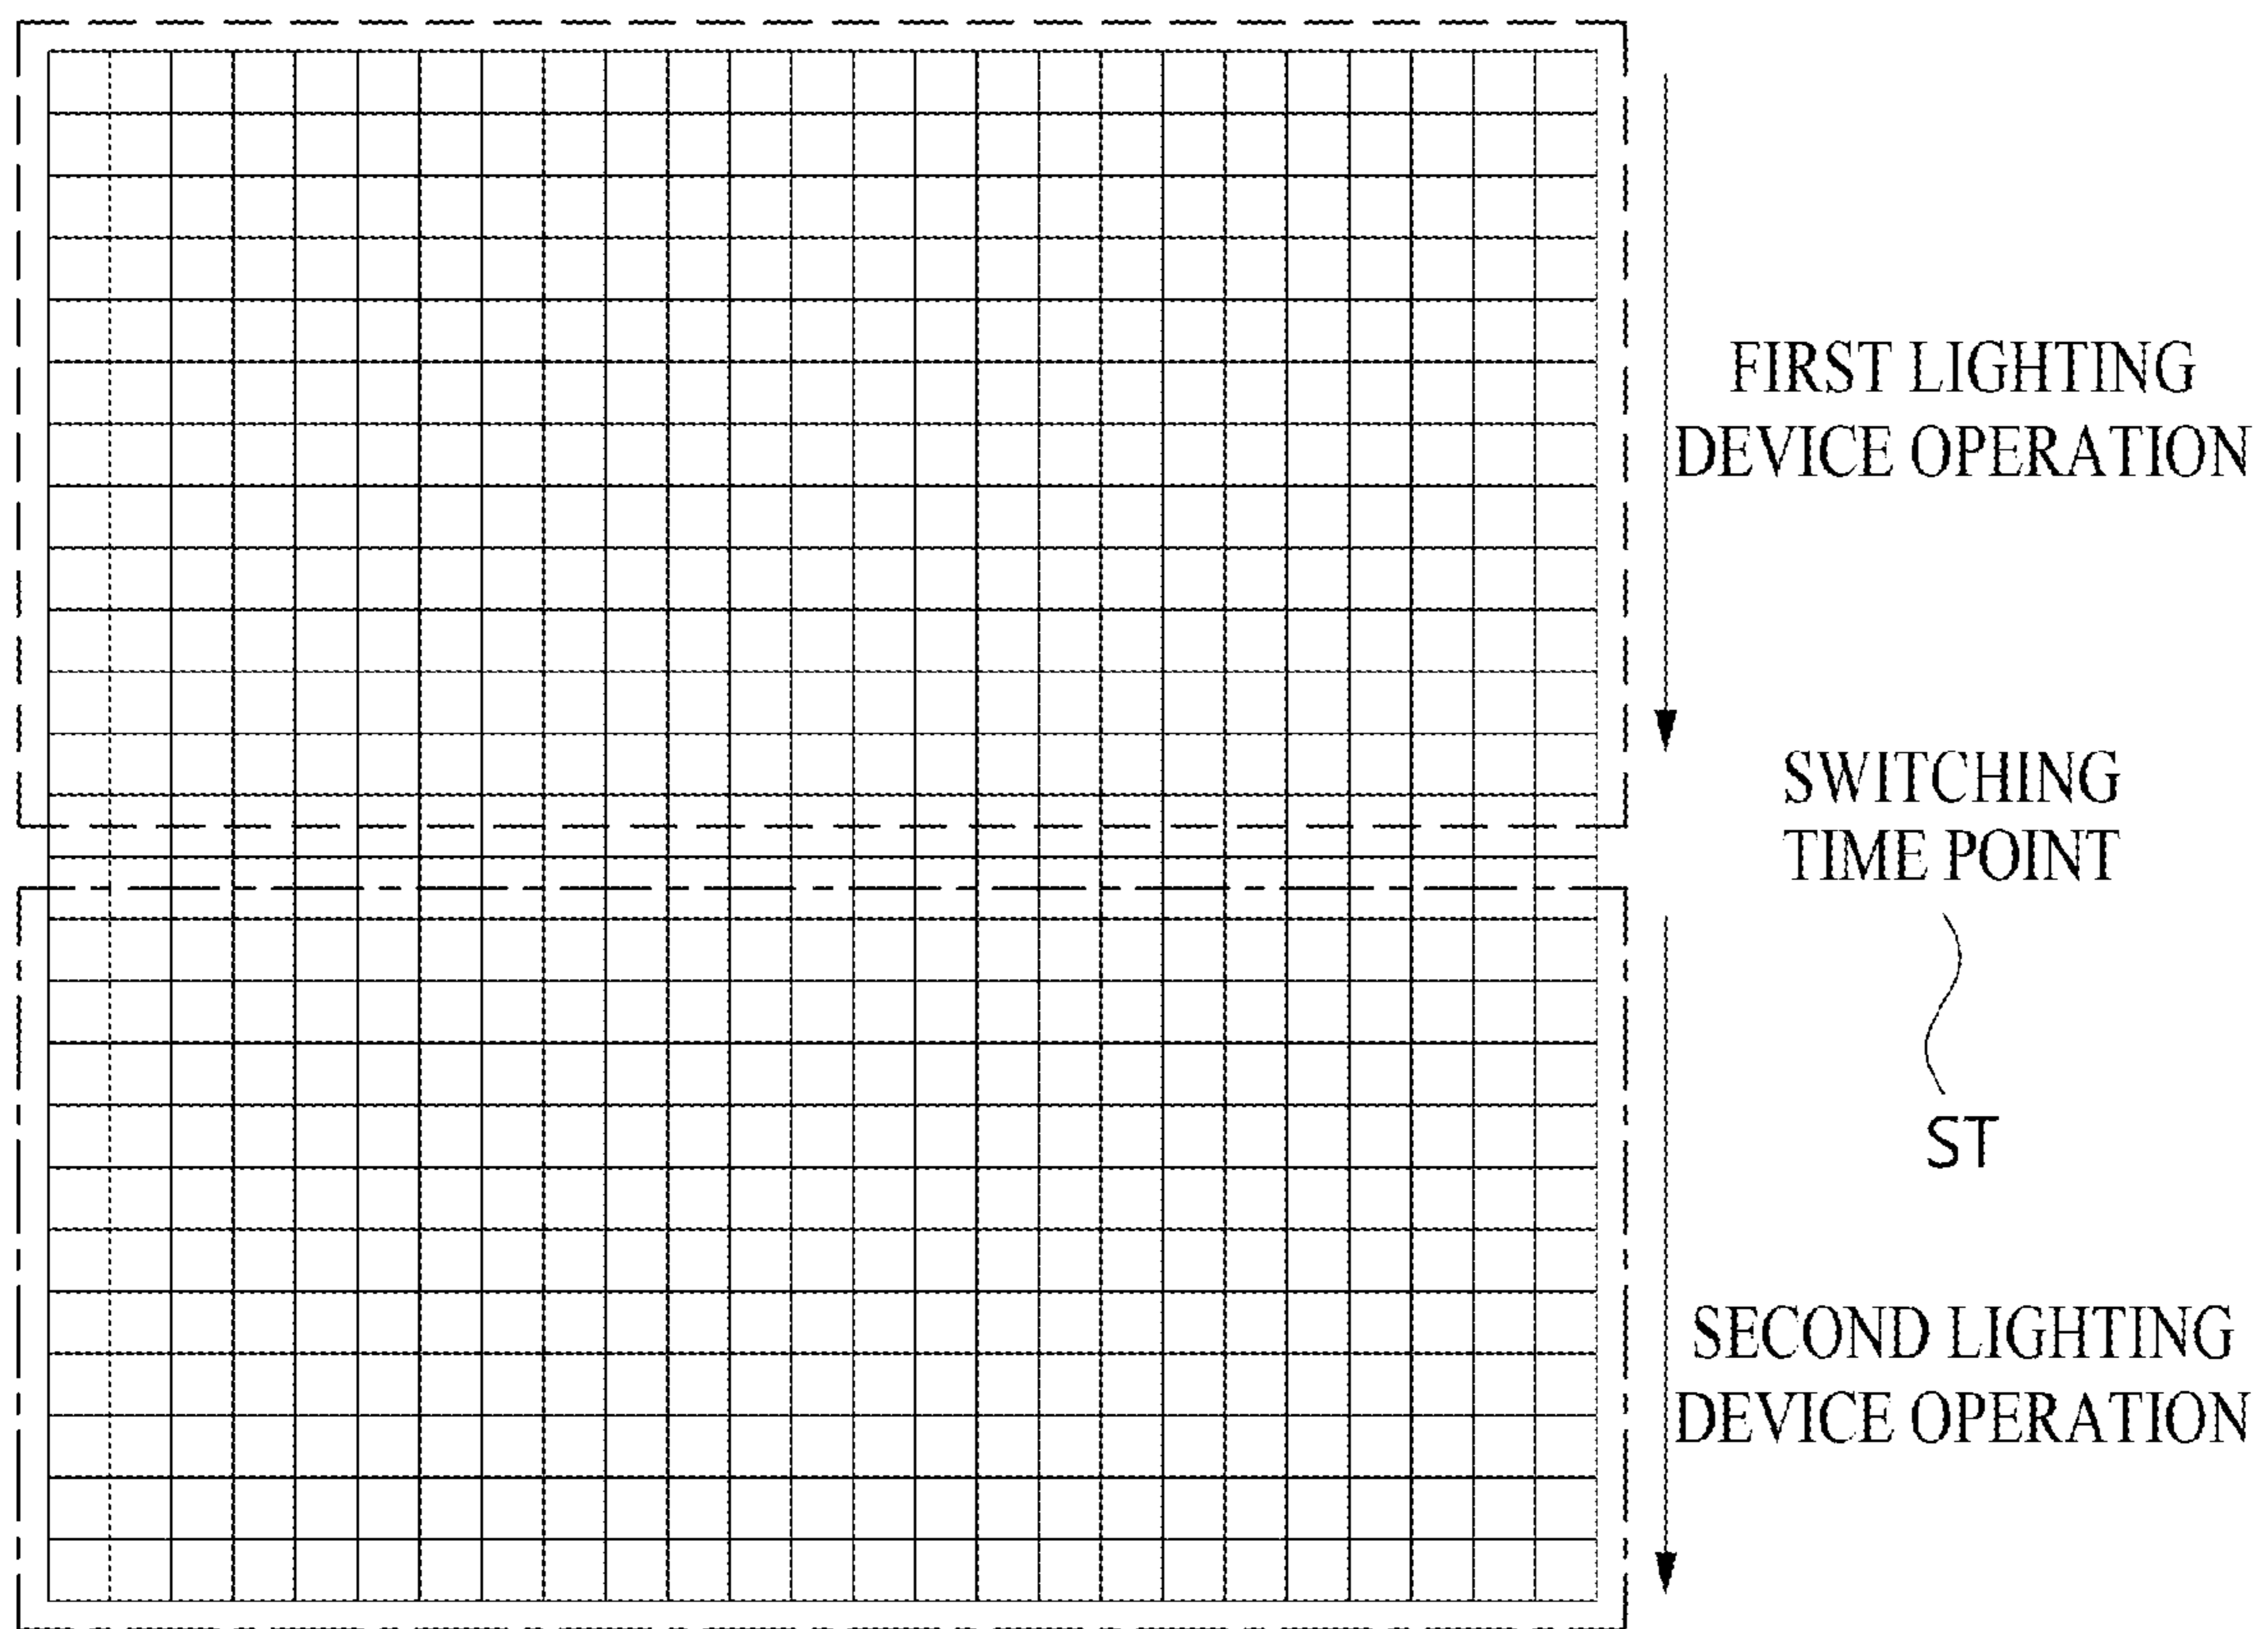 FIRST LIGHTING
DEVICE OPERATION
SWITCHING
TIME POINT
ST
SECOND LIGHTING
DEVICE OPERATION